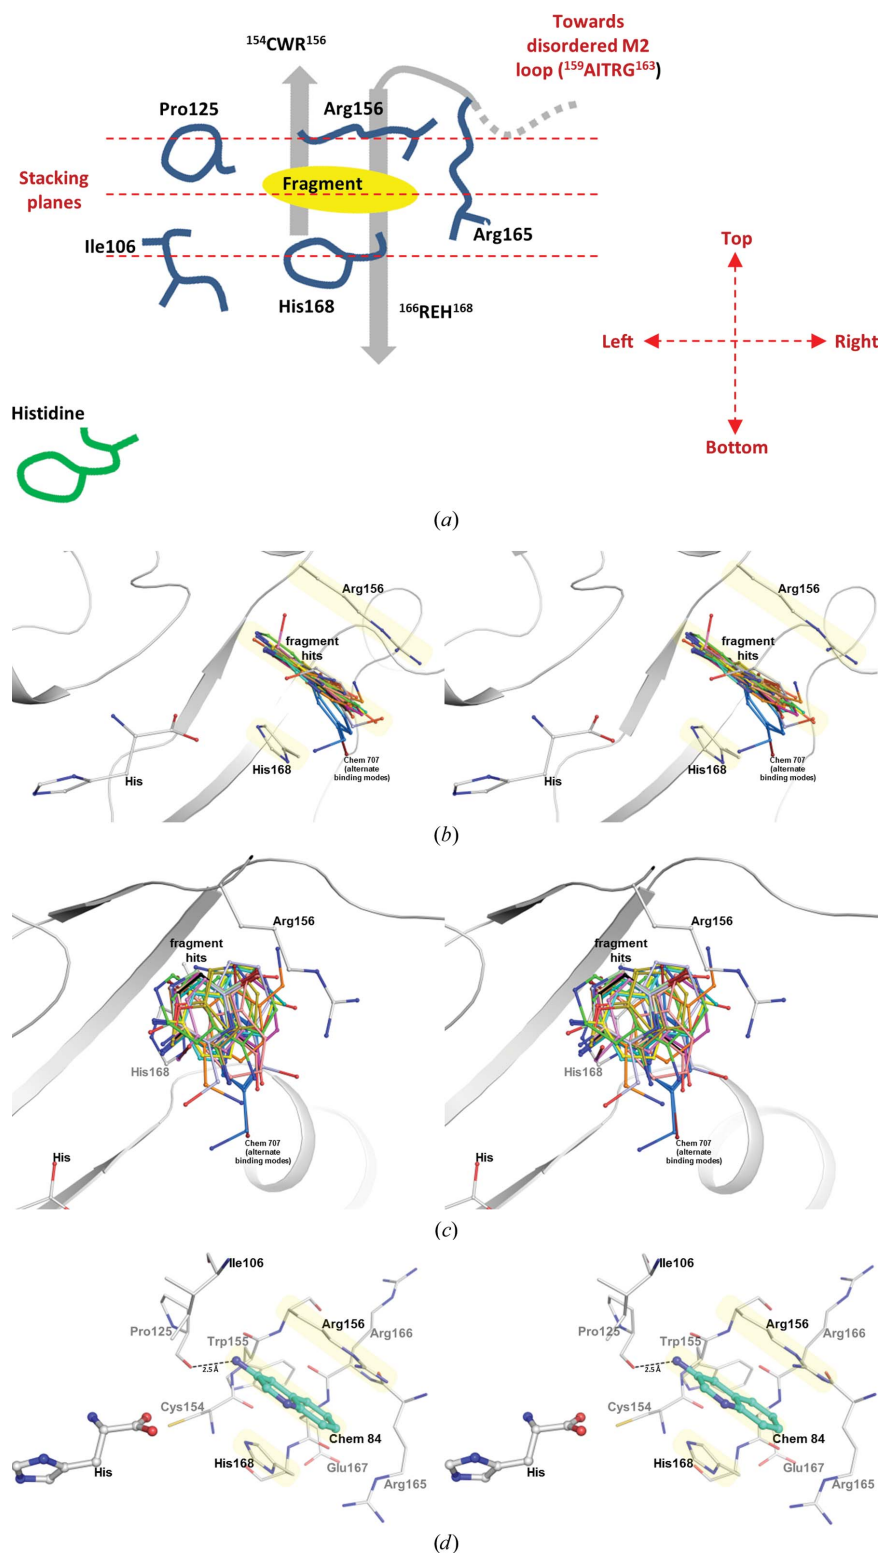 Towards
disordered M2
loop (¹⁵⁹AITRG¹⁶³)
¹⁵⁴CWR¹⁵⁶
Pro125
Arg156
Stacking
planes
Fragment
Ile106
Arg165
His168
¹⁶⁶REH¹⁶⁸
Top
Left
Right
Bottom
Histidine
(a)
Arg156
fragment
hits
His
His168
Chem 707
(alternate
binding modes)
Arg156
fragment
hits
His
His168
Chem 707
(alternate
binding modes)
(b)
Arg156
fragment
hits
His168
His
Chem 707
(alternate
binding modes)
Arg156
fragment
hits
His168
His
Chem 707
(alternate
binding modes)
(c)
Ile106
Pro125
Arg156
Trp155
Arg166
2.5 Å
Cys154
Chem 84
His
His168
Glu167
Arg165
Ile106
Pro125
Arg156
Trp155
Arg166
2.5 Å
Cys154
Chem 84
His
His168
Glu167
Arg165
(d)